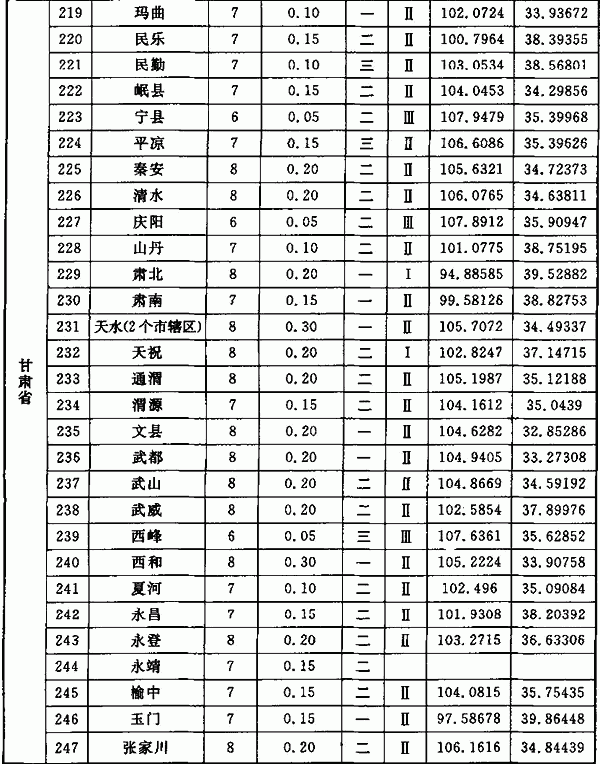 甘肃省
219 玛曲 7 0.10 一 Ⅱ 102.0724 33.93672
220 民乐 7 0.15 二 Ⅱ 100.7964 38.39355
221 民勤 7 0.10 三 Ⅱ 103.0534 38.56801
222 岷县 7 0.15 二 Ⅱ 104.0453 34.29856
223 宁县 6 0.05 二 Ⅲ 107.9479 35.39968
224 平凉 7 0.15 三 Ⅱ 106.6086 35.39626
225 秦安 8 0.20 二 Ⅱ 105.6321 34.72373
226 清水 8 0.20 二 Ⅱ 106.0765 34.63811
227 庆阳 6 0.05 二 Ⅲ 107.8912 35.90947
228 山丹 7 0.10 二 Ⅱ 101.0775 38.75195
229 肃北 8 0.20 一 Ⅰ 94.88585 39.52882
230 肃南 7 0.15 一 Ⅱ 99.58126 38.82753
231 天水(2个市辖区) 8 0.30 一 Ⅱ 105.7072 34.49337
232 天祝 8 0.20 二 Ⅰ 102.8247 37.14715
233 通渭 8 0.20 二 Ⅱ 105.1987 35.12188
234 渭源 7 0.15 二 Ⅱ 104.1612 35.0439
235 文县 8 0.20 一 Ⅱ 104.6282 32.85286
236 武都 8 0.20 一 Ⅱ 104.9405 33.27308
237 武山 8 0.20 二 Ⅱ 104.8669 34.59192
238 武威 8 0.20 二 Ⅱ 102.5854 37.89976
239 西峰 6 0.05 三 Ⅲ 107.6361 35.62852
240 西和 8 0.30 一 Ⅱ 105.2224 33.90758
241 夏河 7 0.10 二 Ⅱ 102.496 35.09084
242 永昌 7 0.15 二 Ⅱ 101.9308 38.20392
243 永登 8 0.20 二 Ⅱ 103.2715 36.63306
244 永靖 7 0.15 二
245 榆中 7 0.15 二 Ⅱ 104.0815 35.75435
246 玉门 7 0.15 一 Ⅱ 97.58678 39.86448
247 张家川 8 0.20 二 Ⅱ 106.1616 34.84439